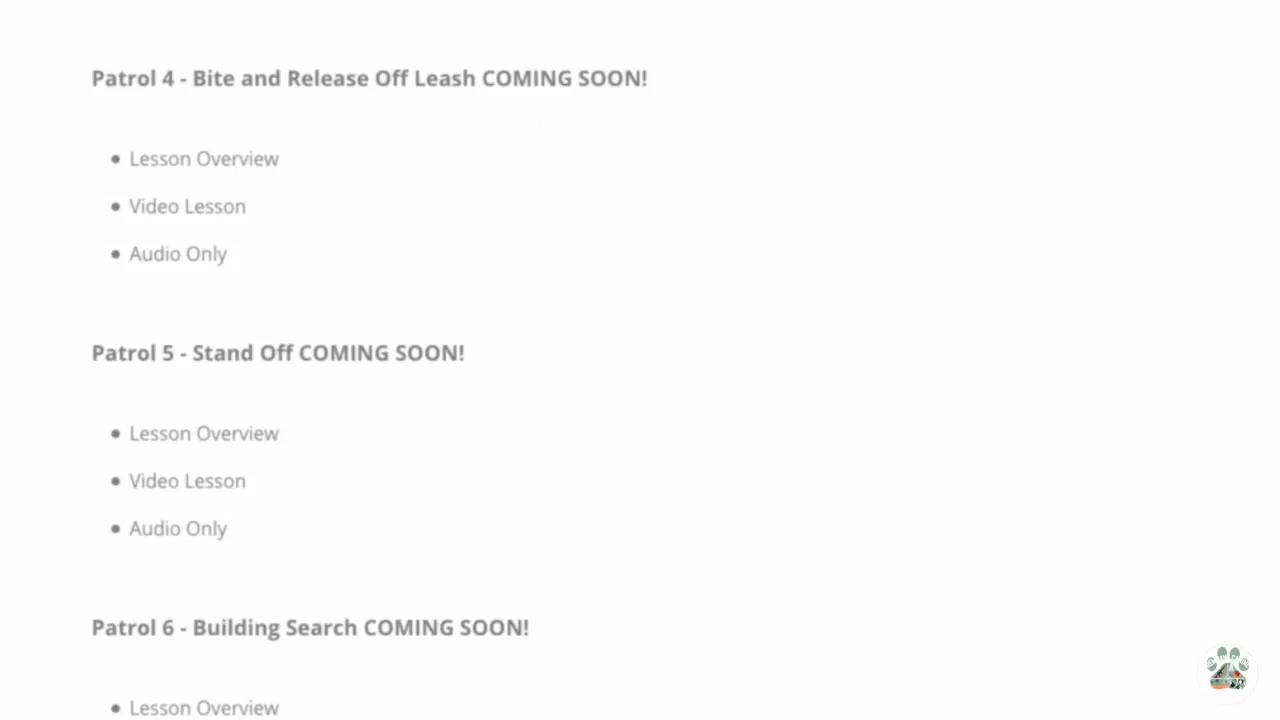 Patrol 4 - Bite and Release Off Leash COMING SOON!
• Lesson Overview
• Video Lesson
• Audio Only
Patrol 5 - Stand Off COMING SOON!
• Lesson Overview
• Video Lesson
• Audio Only
Patrol 6 - Building Search COMING SOON!
• Lesson Overview